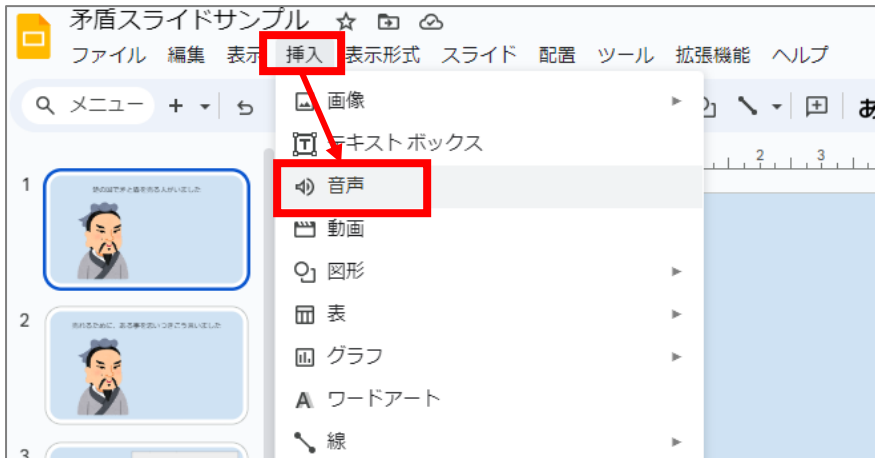 矛盾スライドサンプル
ファイル 編集 表示 挿入 表示形式 スライド 配置 ツール 拡張機能 ヘルプ
メニュー
あ
画像
テキスト ボックス
2 3
1
音声
動画
図形
2
表
グラフ
A ワードアート
線
3